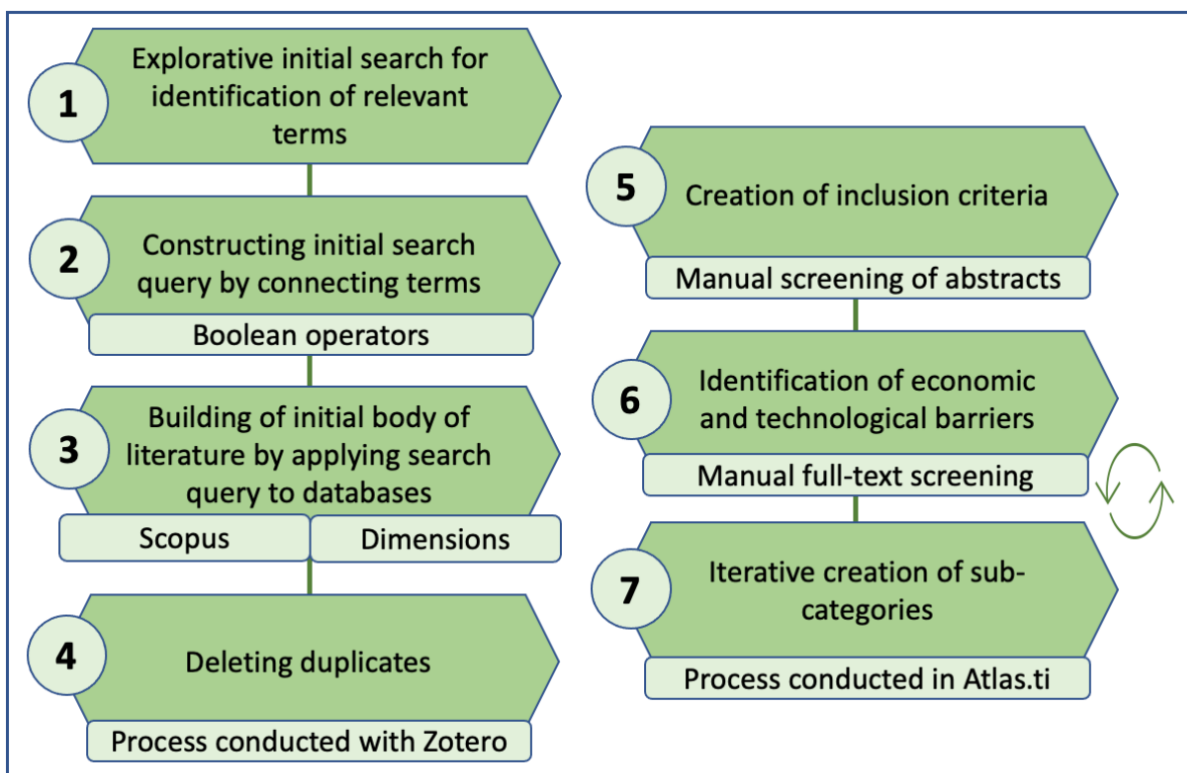 1
Explorative initial search for
identification of relevant
terms
2
Constructing initial search
query by connecting terms
Boolean operators
3
Building of initial body of
literature by applying search
query to databases
Scopus
Dimensions
4
Deleting duplicates
Process conducted with Zotero
5
Creation of inclusion criteria
Manual screening of abstracts
6
Identification of economic
and technological barriers
Manual full-text screening
7
Iterative creation of sub-
categories
Process conducted in Atlas.ti